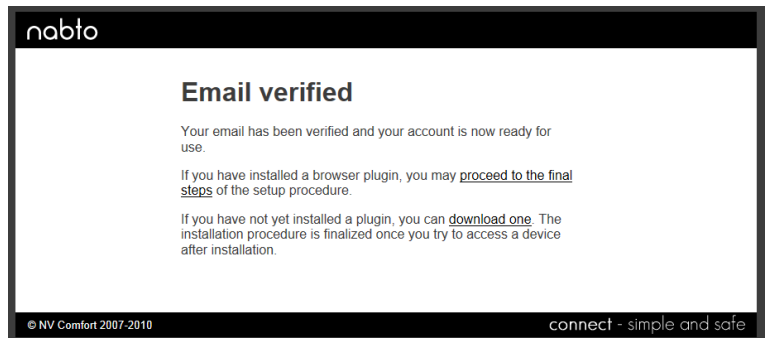 nabto
Email verified
Your email has been verified and your account is now ready for
use.
If you have installed a browser plugin, you may proceed to the final
steps of the setup procedure.
If you have not yet installed a plugin, you can download one. The
installation procedure is finalized once you try to access a device
after installation.
© NV Comfort 2007-2010
connect - simple and safe